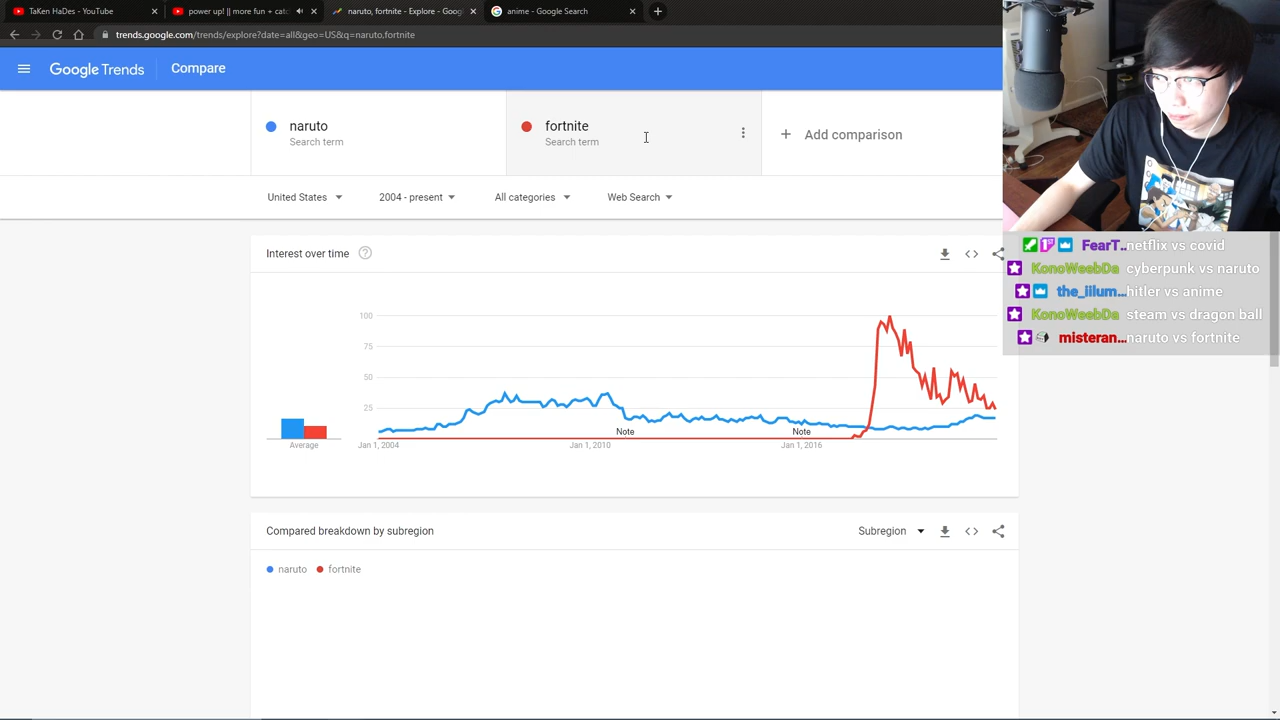 TaKen HaDes - YouTube
power up! || more fun + catc
naruto, fortnite - Explore - Goog
anime - Google Search
trends.google.com/trends/explore?date=all&geo=US&q=naruto,fortnite
Google Trends
Compare
naruto
Search term
fortnite
Search term
+ Add comparison
United States
2004 - present
All categories
Web Search
FearT.. netflix vs covid
KonoWeebDa cyberpunk vs naruto
the_iilum... hitler vs anime
KonoWeebDa steam vs dragon ball
misteran... naruto vs fortnite
Interest over time
100
75
50
25
Note
Note
Average
Jan 1, 2004
Jan 1, 2010
Jan 1, 2016
Compared breakdown by subregion
Subregion
naruto
fortnite